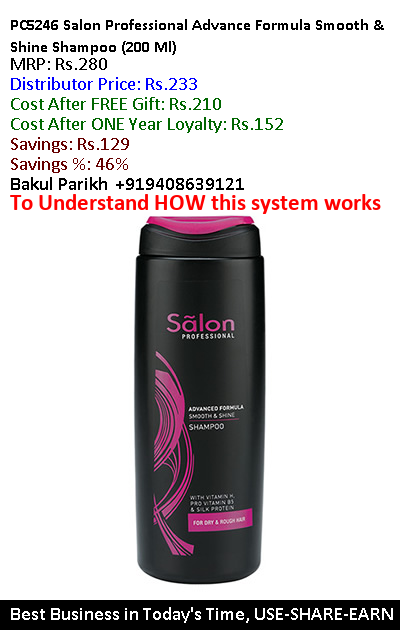 PC5246 Salon Professional Advance Formula Smooth &
Shine Shampoo (200 Ml)
MRP: Rs.280
Distributor Price: Rs.233
Cost After FREE Gift: Rs.210
Cost After ONE Year Loyalty: Rs.152
Savings: Rs.129
Savings %: 46%
Bakul Parikh +919408639121
To Understand HOW this system works
Sãlon
PROFESSIONAL
ADVANCED FORMULA
SMOOTH & SHINE
SHAMPOO
WITH VITAMIN H,
PRO VITAMIN B5
& SILK PROTEIN
FOR DRY & ROUGH HAIR
Best Business in Today's Time, USE-SHARE-EARN